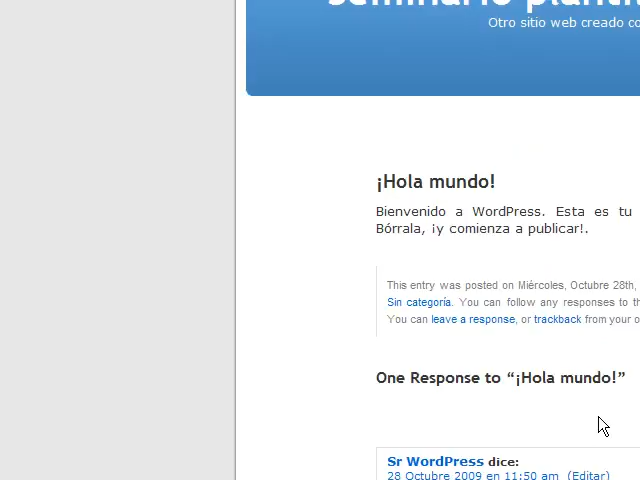 Seminario
Otro sitio web creado
¡Hola mundo!
Bienvenido a WordPress. Esta es tu
Bórrala, ¡y comienza a publicar!.
This entry was posted on Miércoles, Octubre 28th,
Sin categoría. You can follow any responses to
You can leave a response, or trackback from your
One Response to “¡Hola mundo!”
Sr WordPress dice:
28 Octubre 2009 en 11:50 am (Editar)